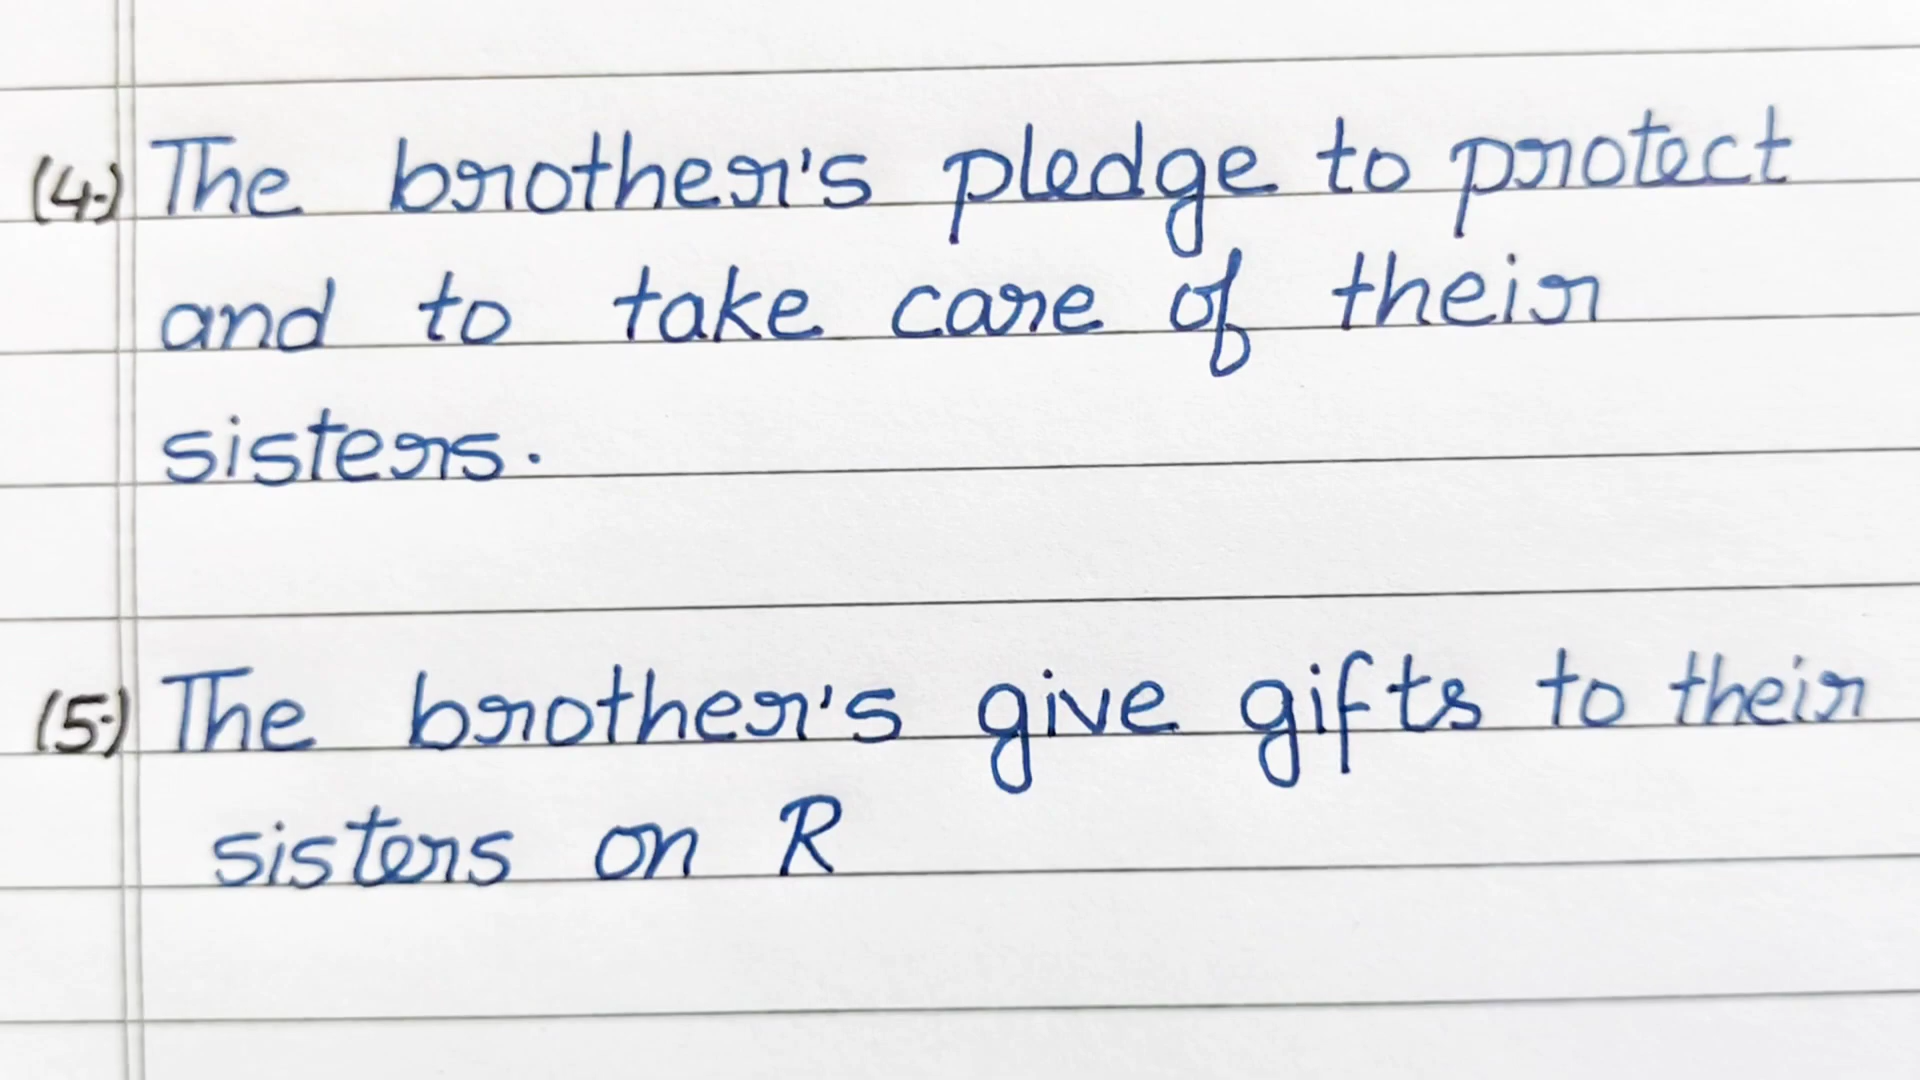 (4.) The brother's pledge to protect
and to take care of their
sisters.
(5.) The brother's give gifts to their
sisters on R